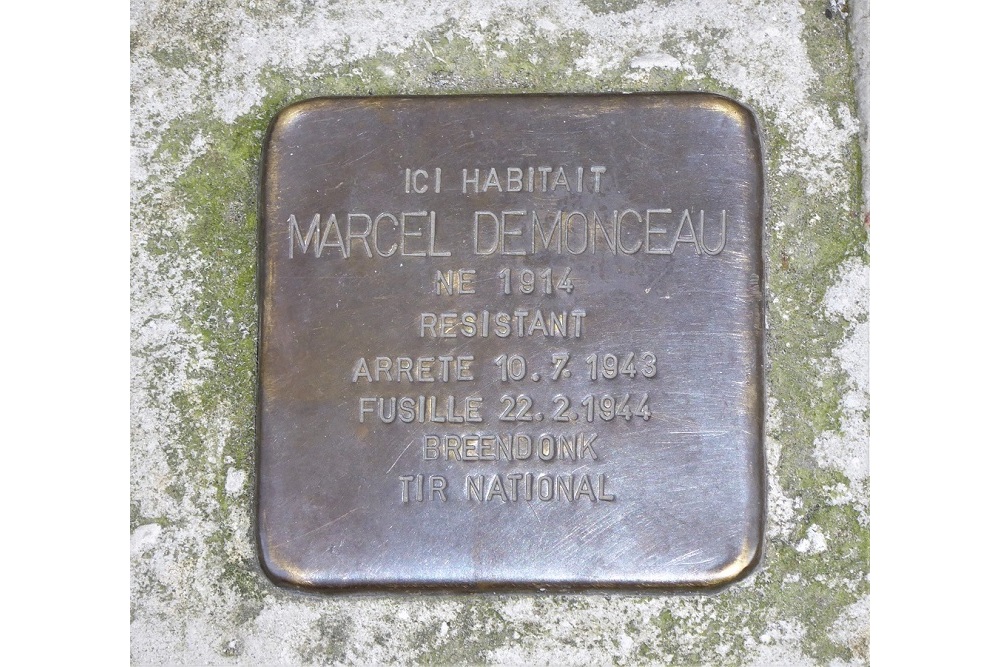 ICI HABITAIT
MARCEL DEMONCEAU
NE 1914
RESISTANT
ARRETE 10.7.1943
FUSILLE 22.2.1944
BREENDONK
TIR NATIONAL